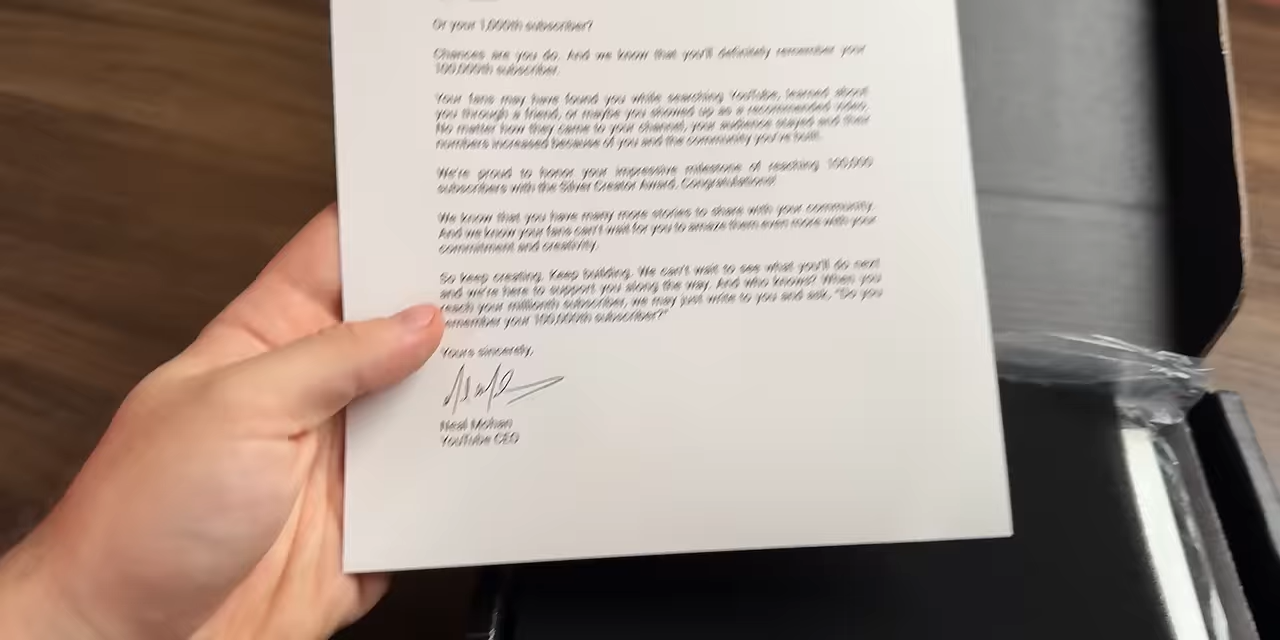 Or your 1,000th subscriber?
Chances are you do. And we know that you'll definitely remember your
100,000th subscriber.
Your fans may have found you while searching YouTube, learned about
you through a friend, or maybe you showed up as a recommended video.
No matter how they came to your channel, your audience stayed and their
numbers increased because of you and the community you've built.
We're proud to honor your impressive milestone of reaching 100,000
subscribers with the Silver Creator Award. Congratulations!
We know that you have many more stories to share with your community.
And we know your fans can't wait for you to amaze them even more with your
commitment and creativity.
So keep creating. Keep building. We can't wait to see what you'll do next
and we're here to support you along the way. And who knows? When you
reach your millionth subscriber, we may just write to you and ask, "Do you
remember your 100,000th subscriber?"
Yours sincerely,
Neal Mohan
YouTube CEO